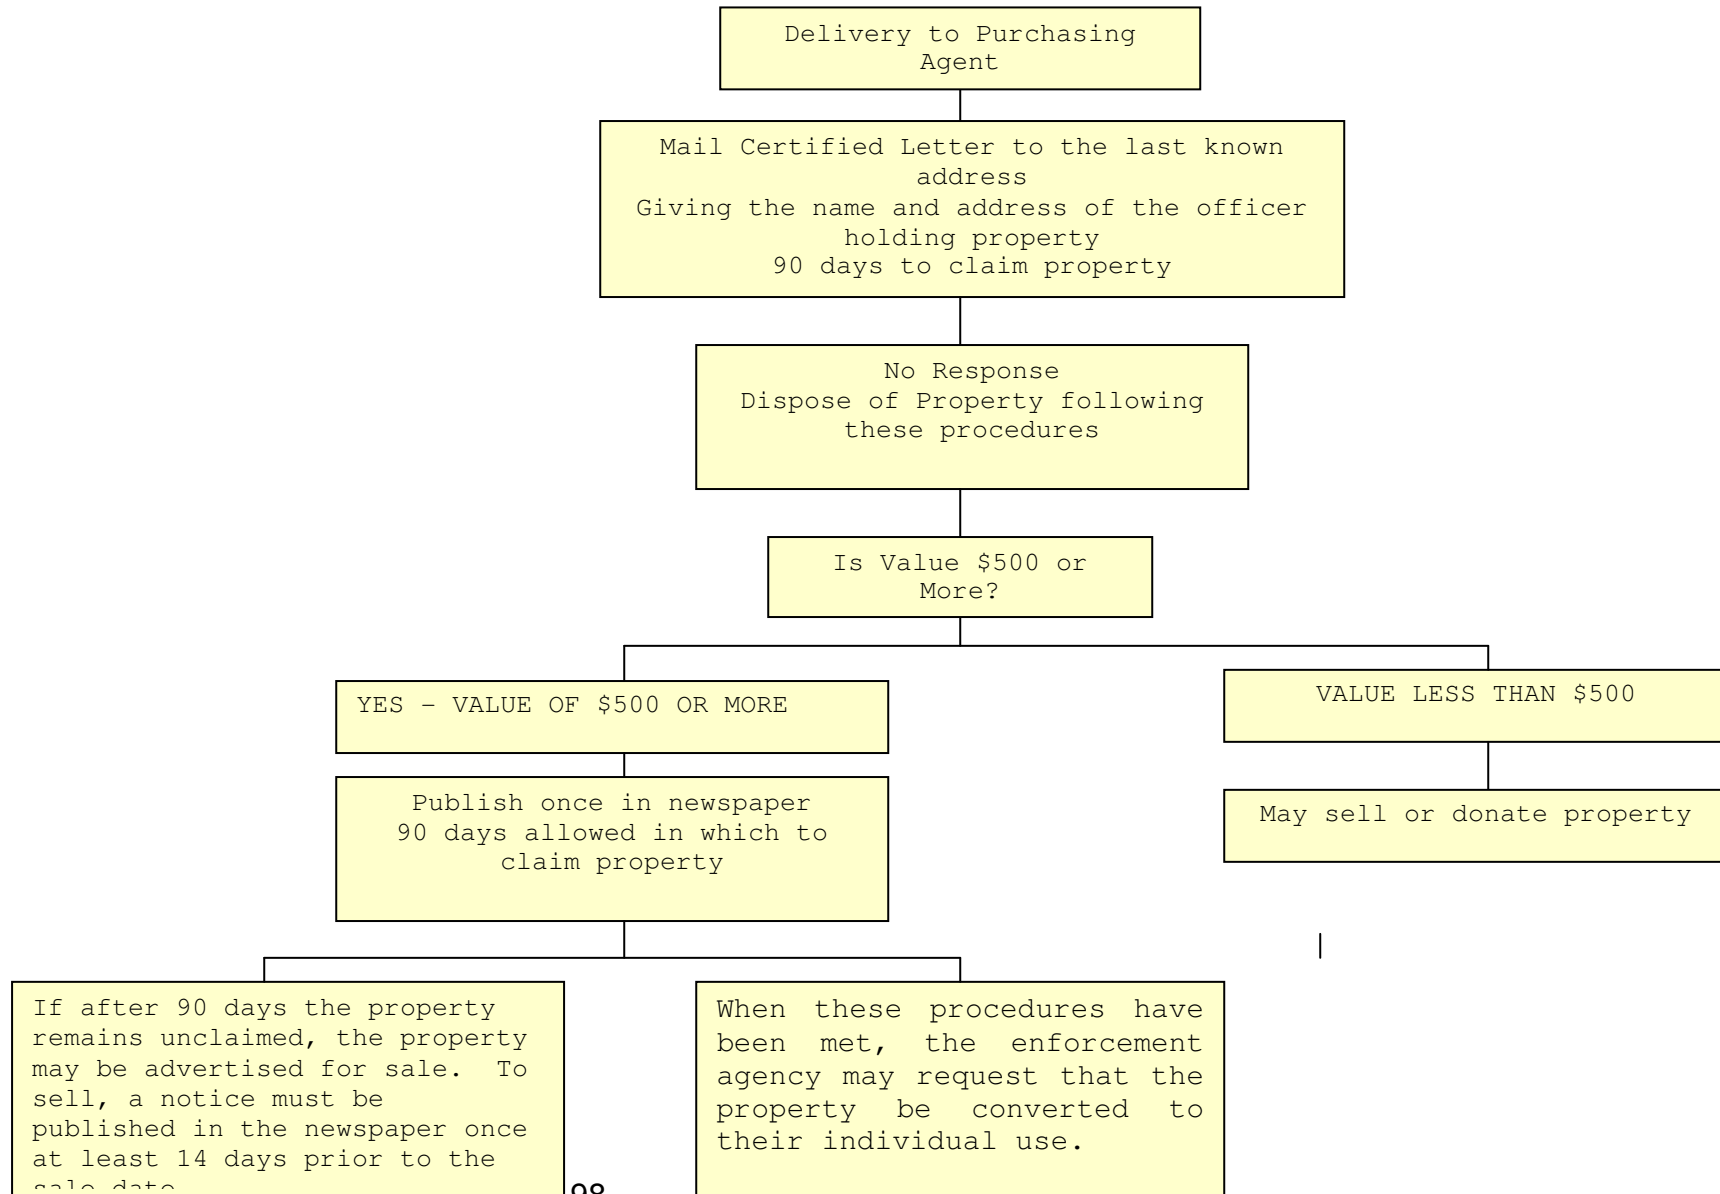 Delivery to Purchasing
Agent
Mail Certified Letter to the last known
address
Giving the name and address of the officer
holding property
90 days to claim property
No Response
Dispose of Property following
these procedures
Is Value $500 or
More?
YES – VALUE OF $500 OR MORE
VALUE LESS THAN $500
Publish once in newspaper
90 days allowed in which to
claim property
May sell or donate property
If after 90 days the property
remains unclaimed, the property
may be advertised for sale.  To
sell, a notice must be
published in the newspaper once
at least 14 days prior to the
sale date
When these procedures have
been met, the enforcement
agency may request that the
property be converted to
their individual use.
98